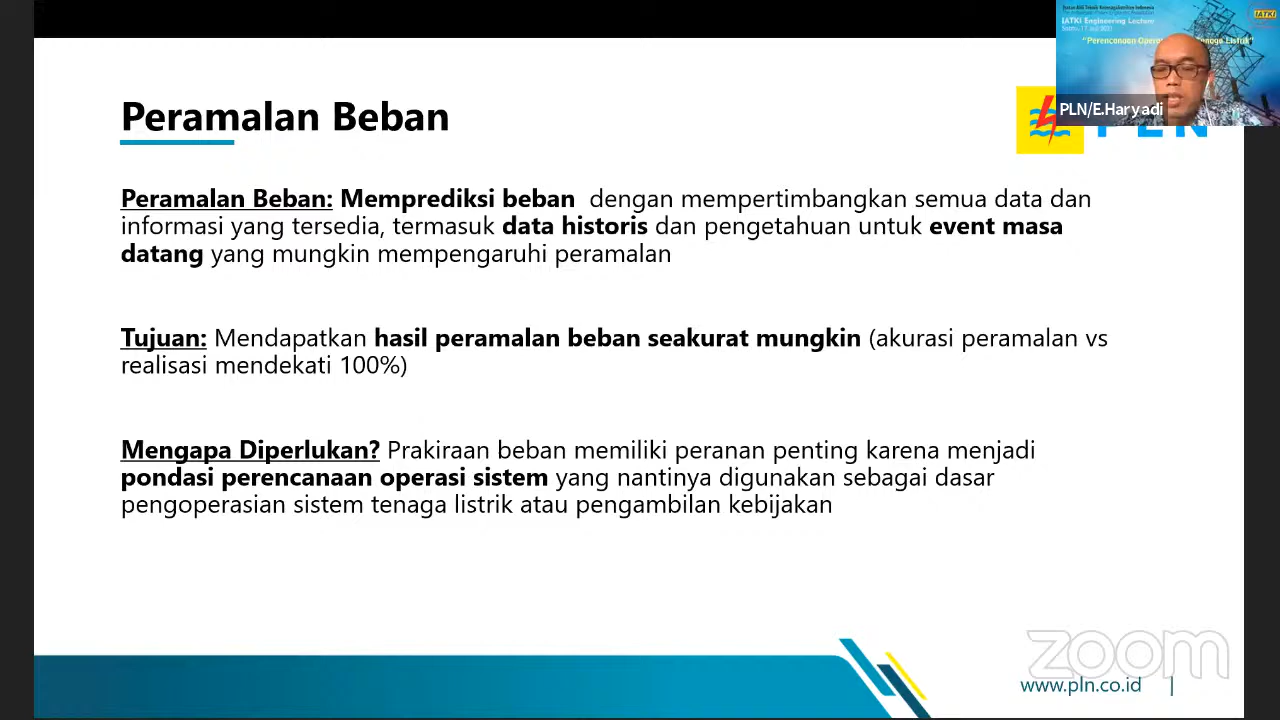 IATKI
IATKI Engineering Lecture
Peramalan Beban
PLN/E.Haryadi
Peramalan Beban: Memprediksi beban dengan mempertimbangkan semua data dan
informasi yang tersedia, termasuk data historis dan pengetahuan untuk event masa
datang yang mungkin mempengaruhi peramalan
Tujuan: Mendapatkan hasil peramalan beban seakurat mungkin (akurasi peramalan vs
realisasi mendekati 100%)
Mengapa Diperlukan? Prakiraan beban memiliki peranan penting karena menjadi
pondasi perencanaan operasi sistem yang nantinya digunakan sebagai dasar
pengoperasian sistem tenaga listrik atau pengambilan kebijakan
zoom
www.pln.co.id |